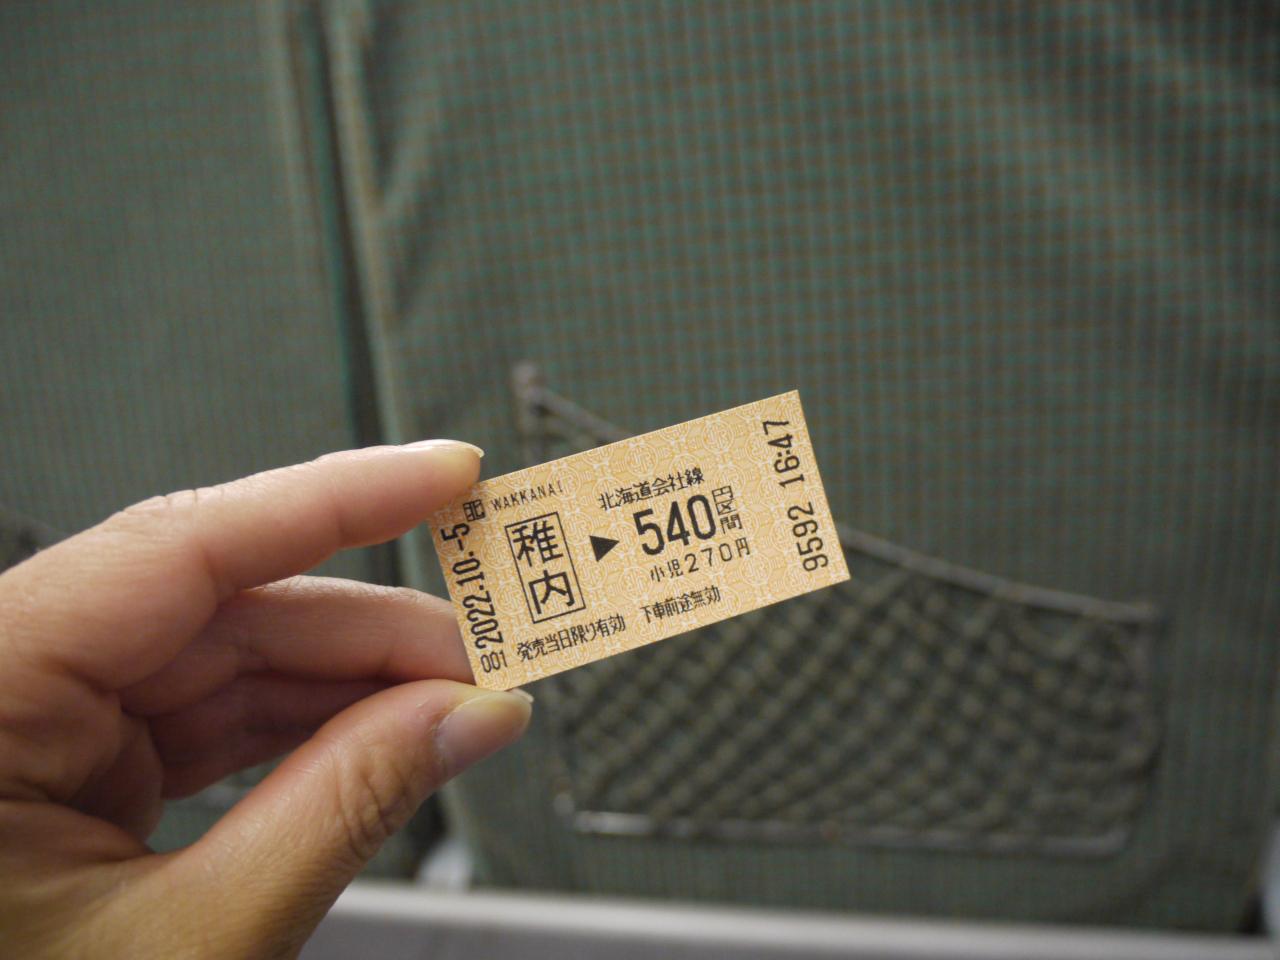 2022.10.-5
001
北 WAKKANAI
稚内
▶
北海道会社線
540円区間
小児270円
発売当日限り有効 下車前途無効
9592 16:47